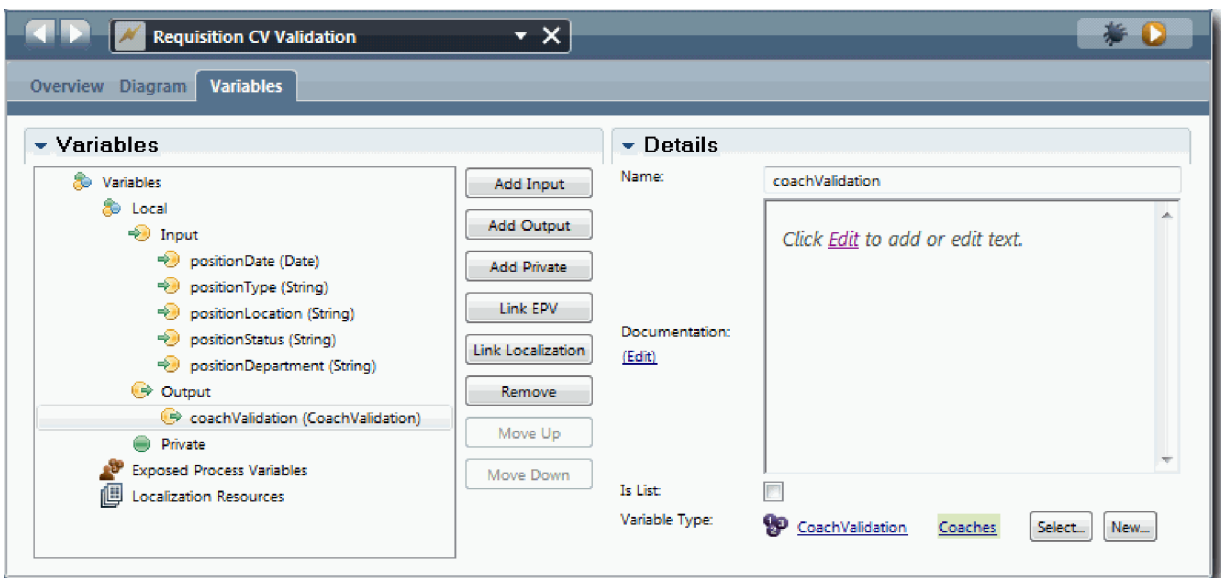 Requisition CV Validation
Overview Diagram Variables
Variables
Variables
Local
Input
positionDate (Date)
positionType (String)
positionLocation (String)
positionStatus (String)
positionDepartment (String)
Output
coachValidation (CoachValidation)
Private
Exposed Process Variables
Localization Resources
Add Input
Add Output
Add Private
Link EPV
Link Localization
Remove
Move Up
Move Down
Details
Name:
coachValidation
Click Edit to add or edit text.
Documentation:
(Edit)
Is List:
Variable Type:
CoachValidation Coaches Select... New...